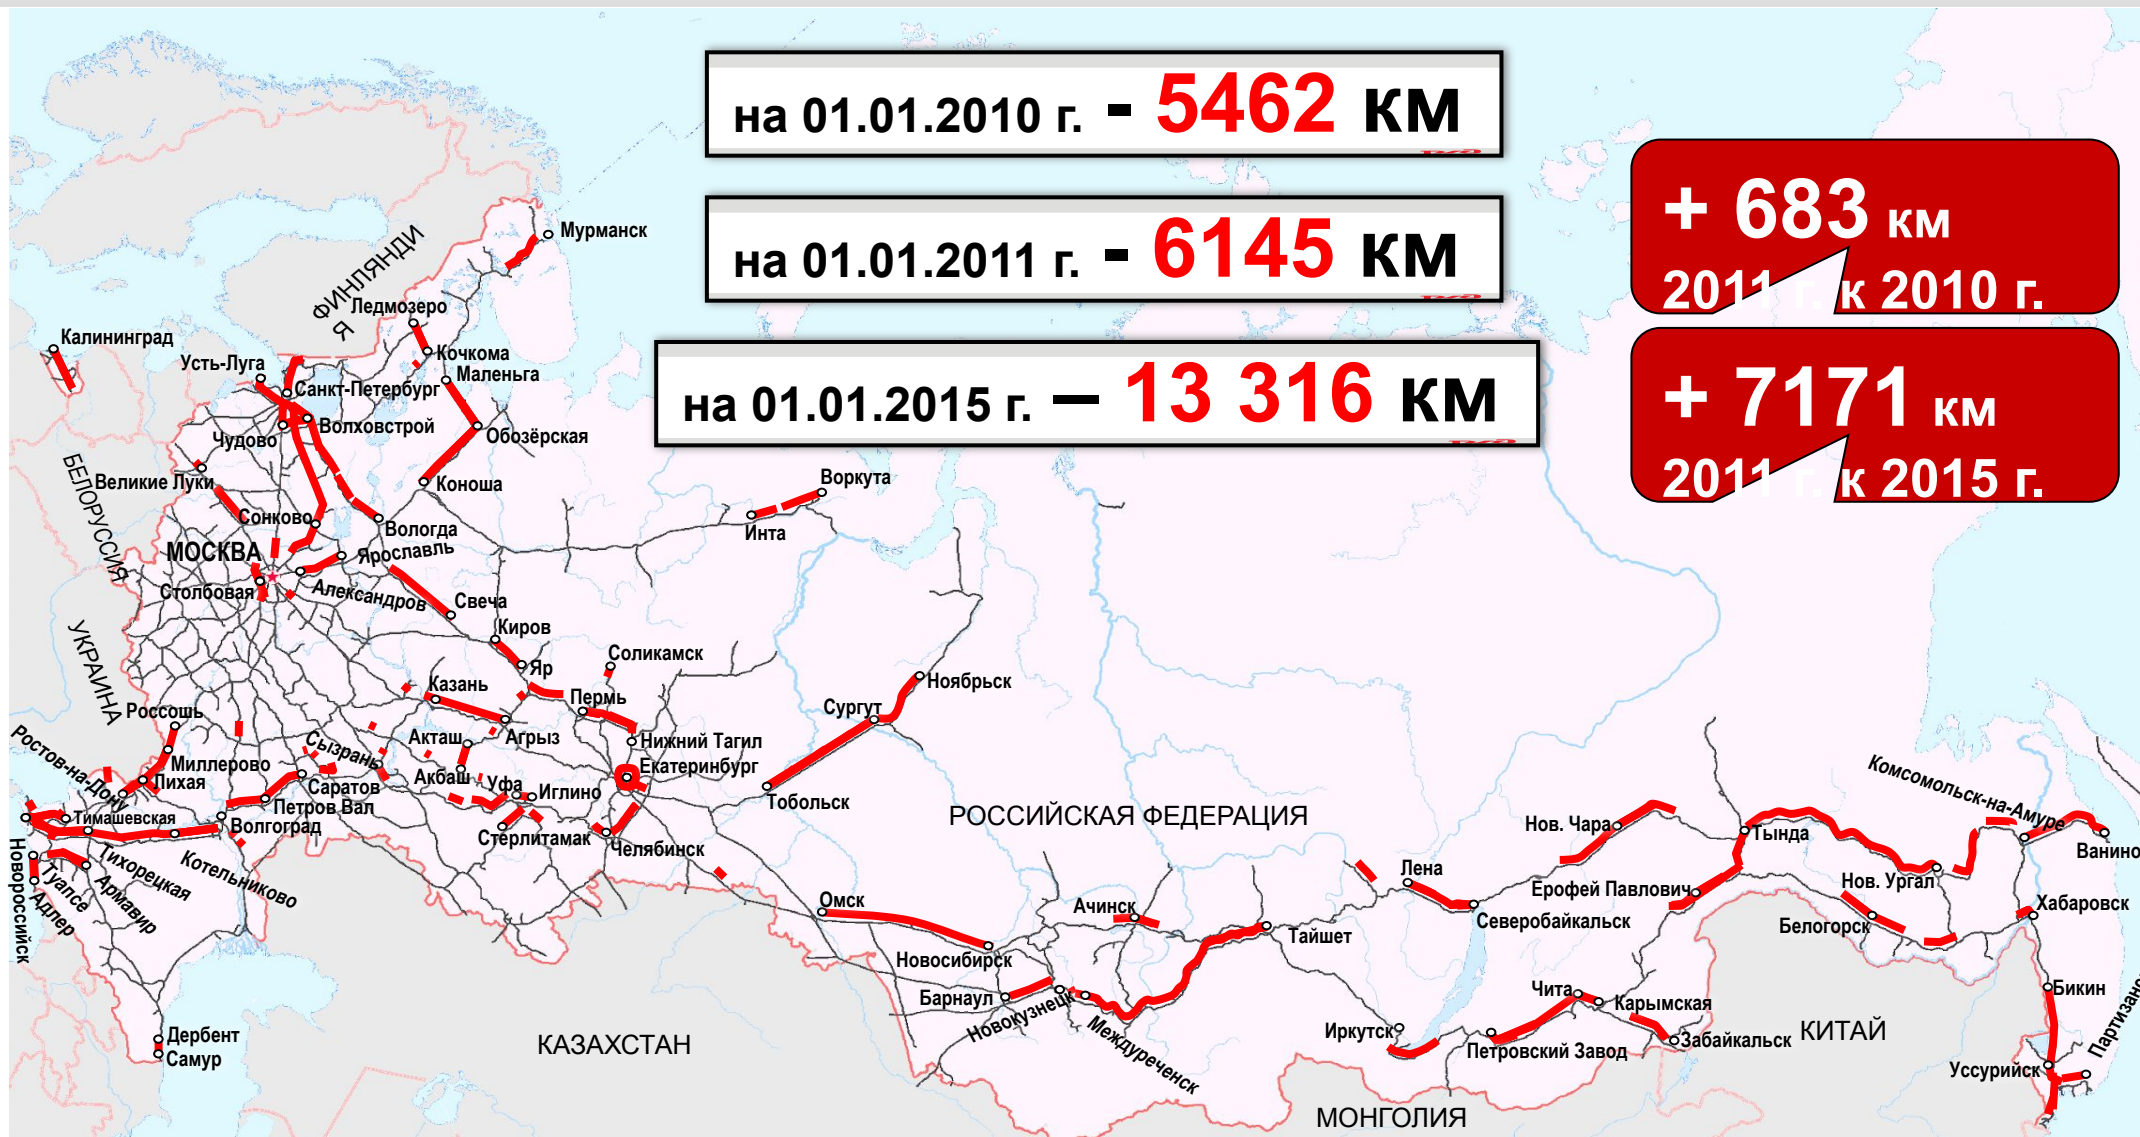 на 01.01.2010 г. - 5462 км
на 01.01.2011 г. - 6145 км
на 01.01.2015 г. – 13 316 км
+ 683 км
2011 г. к 2010 г.
+ 7171 км
2011 г. к 2015 г.
Мурманск
ФИНЛЯНДИ
Я
Ледмозеро
Калининград
Кочкома
Усть-Луга
Маленьга
Санкт-Петербург
Волховстрой
Обозёрская
Чудово
БЕЛОРУССИЯ
Великие Луки
Коноша
Воркута
Сонково
Вологда
Инта
МОСКВА
Ярославль
Столбовая
Александров
Свеча
УКРАИНА
Киров
Соликамск
Яр
Ноябрьск
Казань
Пермь
Россошь
Сургут
Ростов-на-Дону
Сызрань
Акташ
Агрыз
Нижний Тагил
Миллерово
Екатеринбург
Лихая
Акбаш
Уфа
Иглино
Саратов
Петров Вал
Тобольск
РОССИЙСКАЯ ФЕДЕРАЦИЯ
Комсомольск-на-Амуре
Тимашевская
Волгоград
Стерлитамак
Челябинск
Нов. Чара
Тында
Ванино
Новороссийск
Туапсе
Адлер
Тихорецкая
Армавир
Котельниково
Лена
Ерофей Павлович
Нов. Ургал
Омск
Ачинск
Хабаровск
Северобайкальск
Белогорск
Тайшет
Новосибирск
Барнаул
Новокузнецк
Чита
Карымская
Бикин
Междуреченск
Иркутск
Петровский Завод
Забайкальск
КИТАЙ
Партизанс
Дербент
Самур
КАЗАХСТАН
Уссурийск
МОНГОЛИЯ